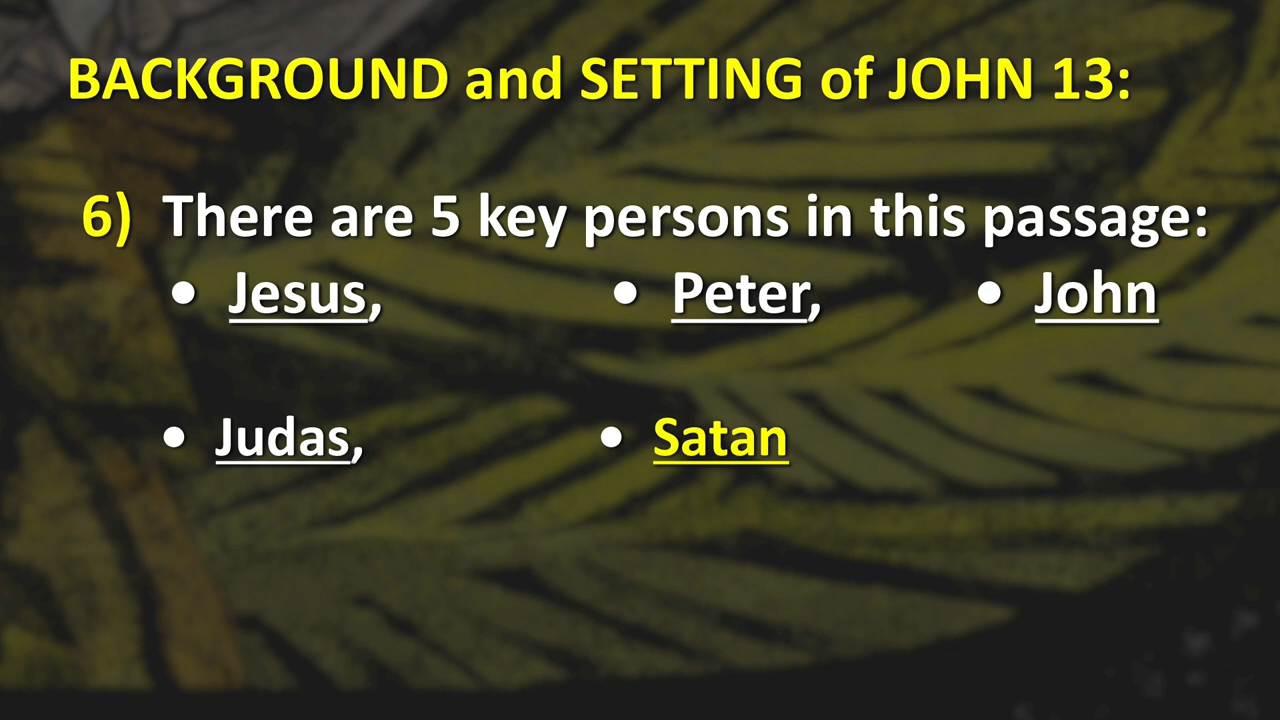 BACKGROUND and SETTING of JOHN 13:
6) There are 5 key persons in this passage:
• Jesus, • Peter, • John
• Judas, • Satan